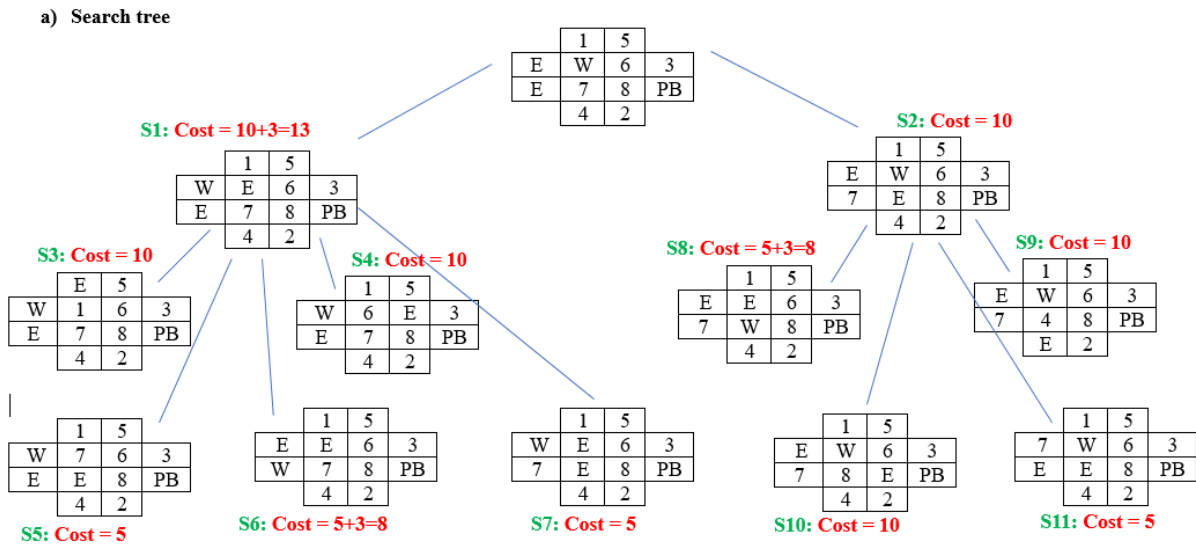 a) Search tree
1 5
E W 6 3
E 7 8 PB
4 2
S1: Cost = 10+3=13
1 5
W E 6 3
E 7 8 PB
4 2
S2: Cost = 10
1 5
E W 6 3
7 E 8 PB
4 2
S3: Cost = 10
E 5
W 1 6 3
E 7 8 PB
4 2
S4: Cost = 10
1 5
W 6 E 3
E 7 8 PB
4 2
S8: Cost = 5+3=8
1 5
E E 6 3
7 W 8 PB
4 2
S9: Cost = 10
1 5
E W 6 3
7 4 8 PB
E 2
1 5
W 7 6 3
E E 8 PB
4 2
S5: Cost = 5
1 5
E E 6 3
W 7 8 PB
4 2
S6: Cost = 5+3=8
1 5
W E 6 3
7 E 8 PB
4 2
S7: Cost = 5
1 5
E W 6 3
7 8 E PB
4 2
S10: Cost = 10
1 5
7 W 6 3
E E 8 PB
4 2
S11: Cost = 5